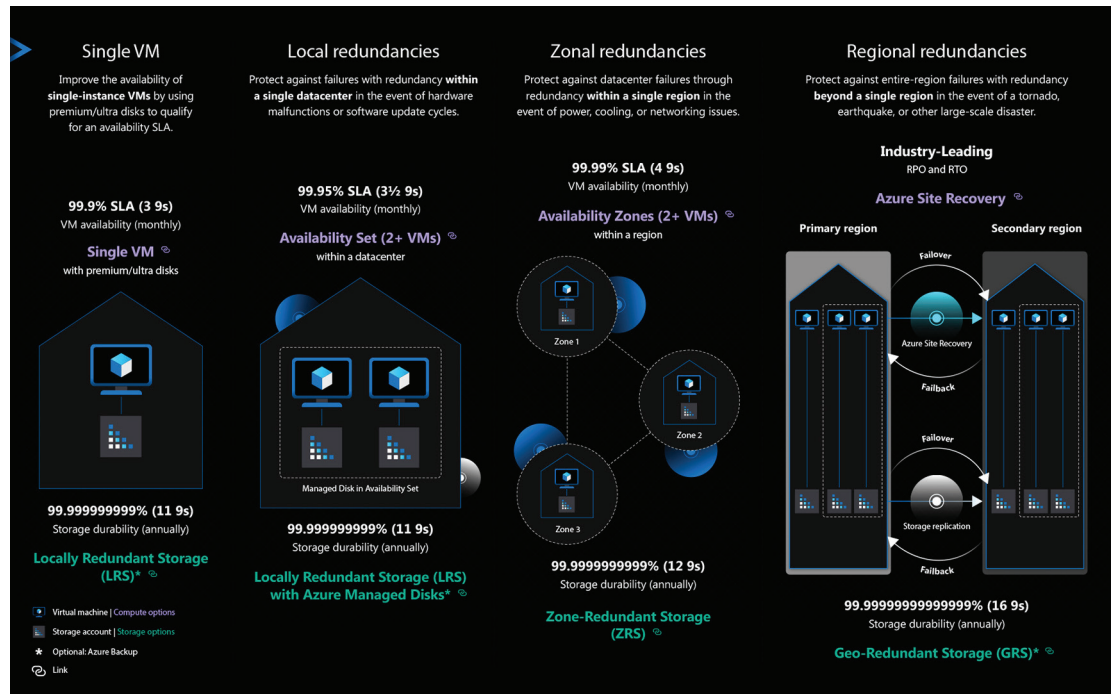 Single VM
Improve the availability of
single-instance VMs by using
premium/ultra disks to qualify
for an availability SLA.
99.9% SLA (3 9s)
VM availability (monthly)
Single VM
with premium/ultra disks
99.999999999% (11 9s)
Storage durability (annually)
Locally Redundant Storage
(LRS)*
Virtual machine | Compute options
Storage account | Storage options
* Optional: Azure Backup
Link
Local redundancies
Protect against failures with redundancy within
a single datacenter in the event of hardware
malfunctions or software update cycles.
99.95% SLA (3½ 9s)
VM availability (monthly)
Availability Set (2+ VMs)
within a datacenter
Managed Disk in Availability Set
99.999999999% (11 9s)
Storage durability (annually)
Locally Redundant Storage (LRS)
with Azure Managed Disks*
Zonal redundancies
Protect against datacenter failures through
redundancy within a single region in the
event of power, cooling, or networking issues.
99.99% SLA (4 9s)
VM availability (monthly)
Availability Zones (2+ VMs)
within a region
Zone 1
Zone 2
Zone 3
99.9999999999% (12 9s)
Storage durability (annually)
Zone-Redundant Storage
(ZRS)
Regional redundancies
Protect against entire-region failures with redundancy
beyond a single region in the event of a tornado,
earthquake, or other large-scale disaster.
Industry-Leading
RPO and RTO
Azure Site Recovery
Primary region
Secondary region
Failover
Azure Site Recovery
Failback
Failover
Storage replication
Failback
99.99999999999999% (16 9s)
Storage durability (annually)
Geo-Redundant Storage (GRS)*